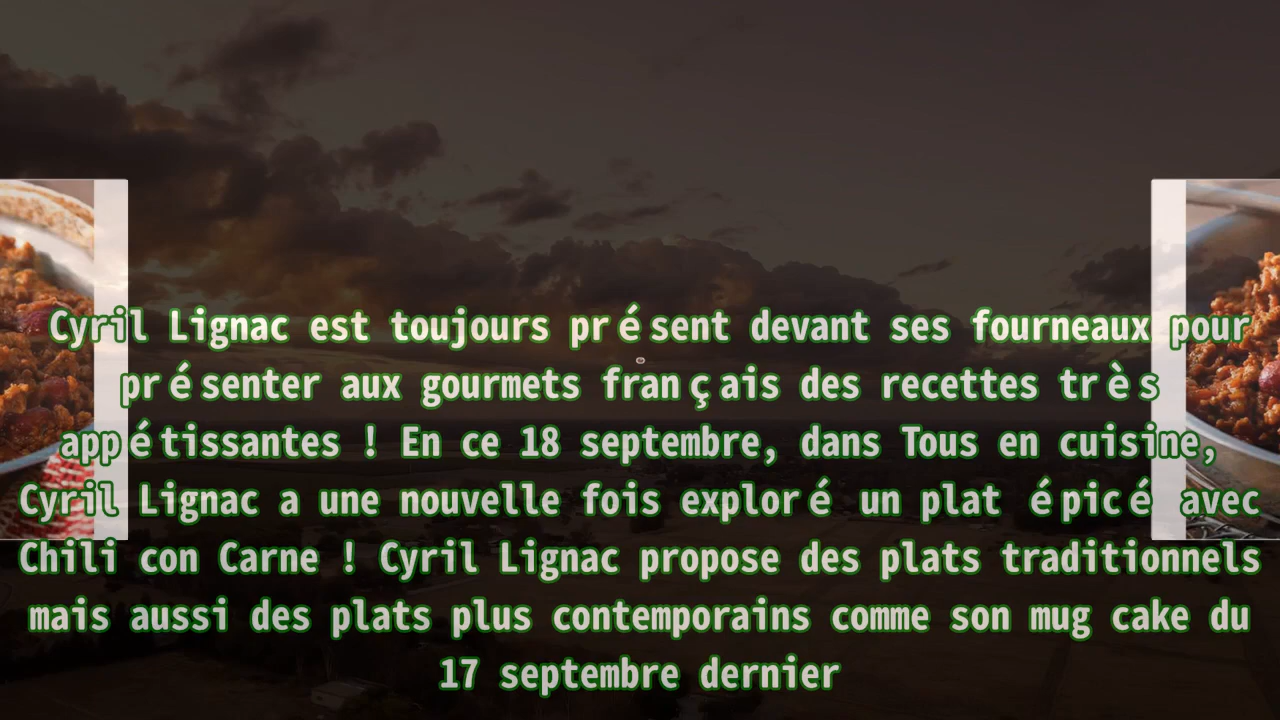 Cyril Lignac est toujours présent devant ses fourneaux pour
présenter aux gourmets français des recettes très
appétissantes ! En ce 18 septembre, dans Tous en cuisine,
Cyril Lignac a une nouvelle fois exploré un plat épicé avec
Chili con Carne ! Cyril Lignac propose des plats traditionnels
mais aussi des plats plus contemporains comme son mug cake du
17 septembre dernier